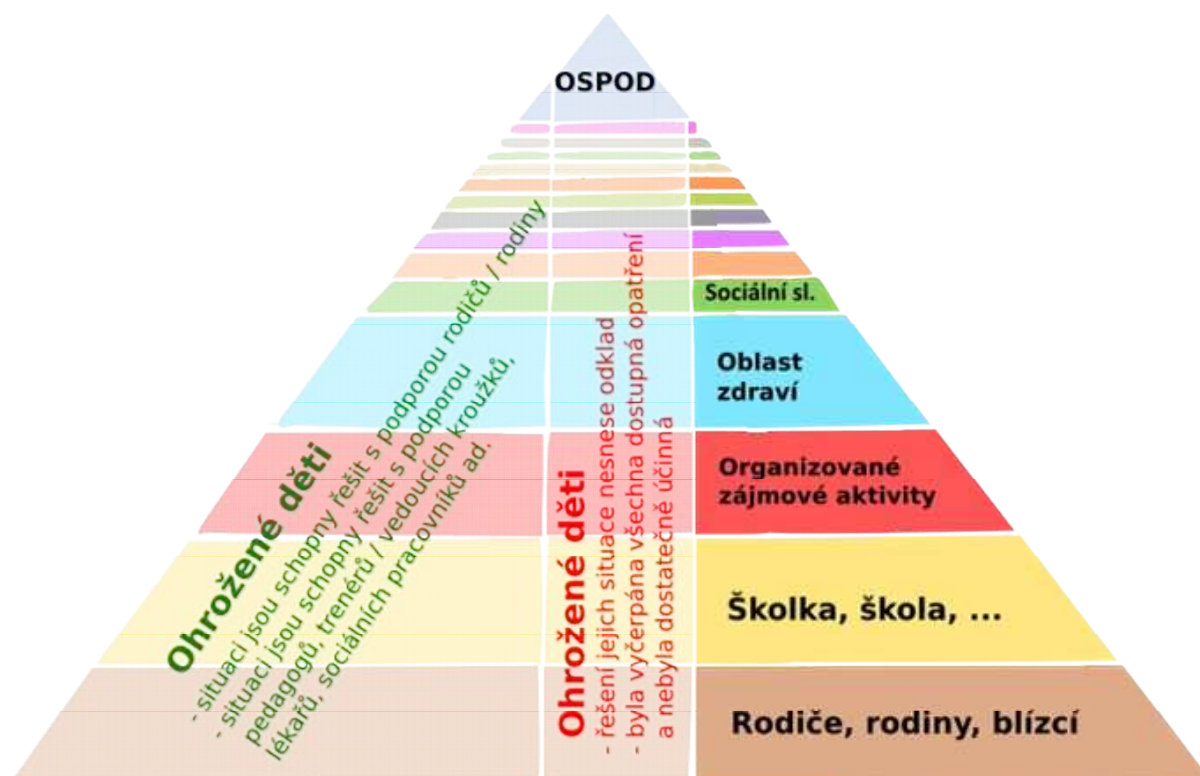 OSPOD
Sociální sl.
Oblast
zdraví
Organizované
zájmové aktivity
Školka, škola, ...
Rodiče, rodiny, blízcí
Ohrožené děti
- situaci jsou schopny řešit s podporou rodičů / rodiny
- situaci jsou schopny řešit s podporou
pedagogů, trenérů / vedoucích kroužků,
lékařů, sociálních pracovníků ad.
Ohrožené děti
- řešení jejich situace nesnese odklad
- byla vyčerpána všechna dostupná opatření
a nebyla dostatečně účinná